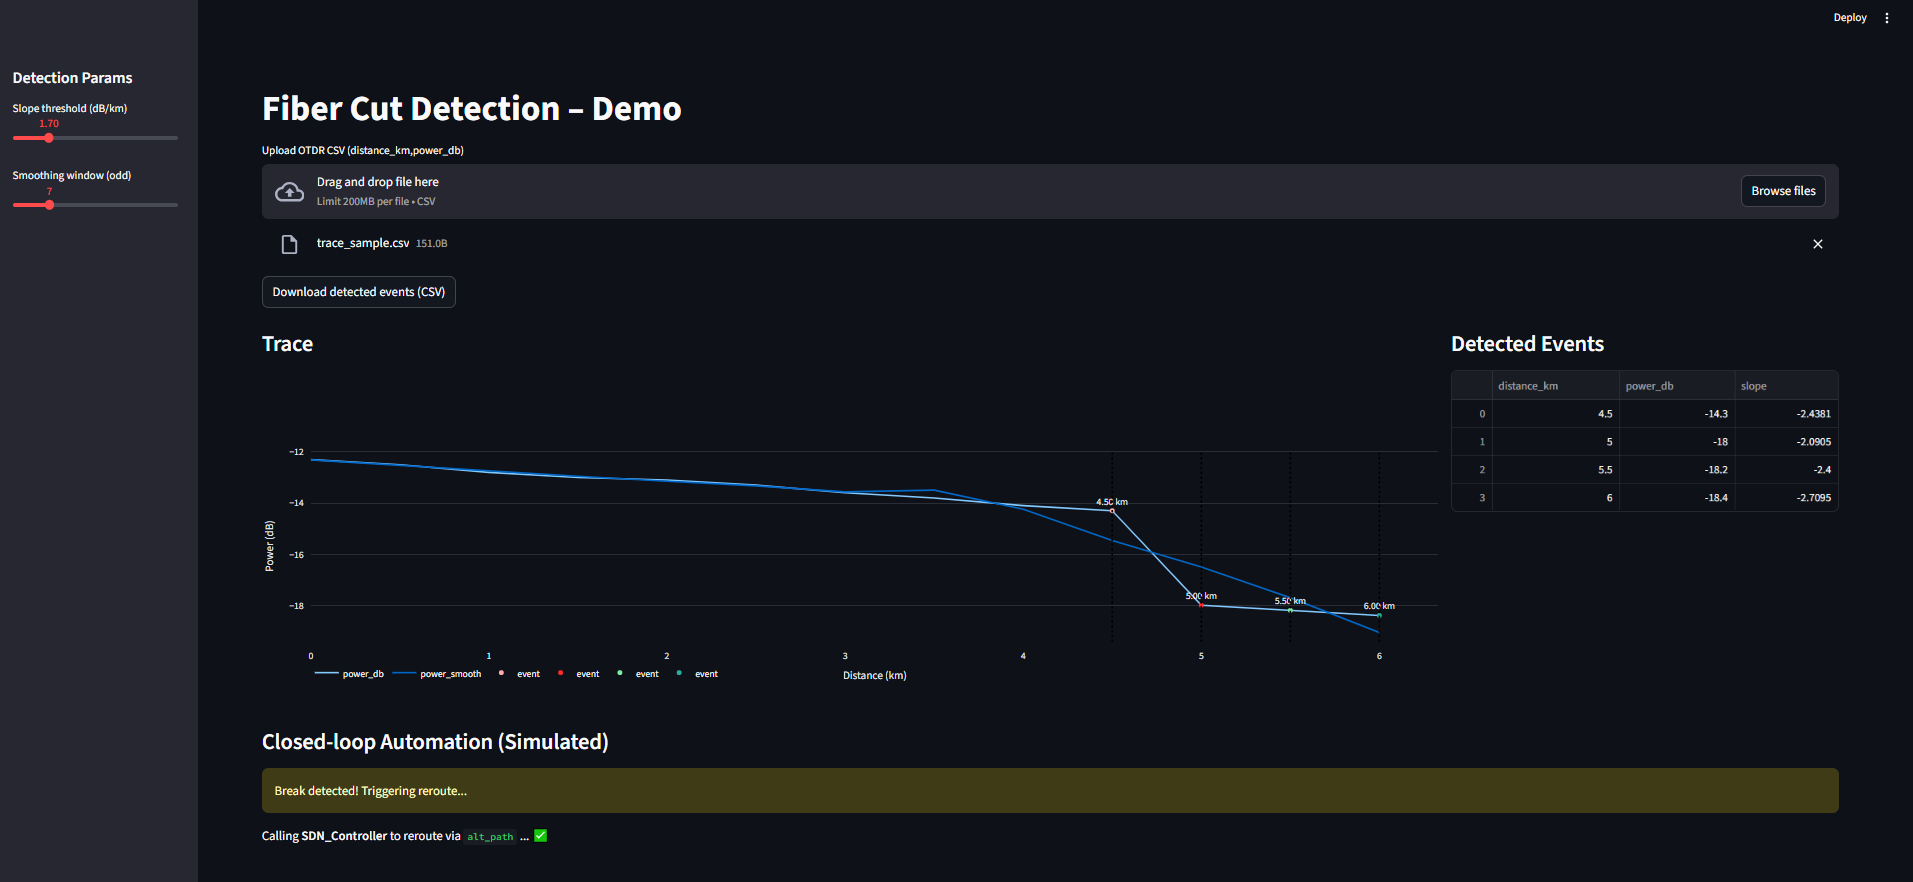 Deploy
Detection Params
Slope threshold (dB/km)
1.70
Smoothing window (odd)
7
Fiber Cut Detection – Demo
Upload OTDR CSV (distance_km,power_db)
Drag and drop file here
Limit 200MB per file • CSV
Browse files
trace_sample.csv 151.0B
Download detected events (CSV)
Trace
−12
−14
−16
−18
Power (dB)
4.50 km
5.00 km
5.50 km
6.00 km
0 1 2 3 4 5 6
Distance (km)
power_db power_smooth event event event event
Detected Events
distance_km power_db slope
0 4.5 -14.3 -2.4381
1 5 -18 -2.0905
2 5.5 -18.2 -2.4
3 6 -18.4 -2.7095
Closed-loop Automation (Simulated)
Break detected! Triggering reroute...
Calling SDN_Controller to reroute via alt_path ... ✅